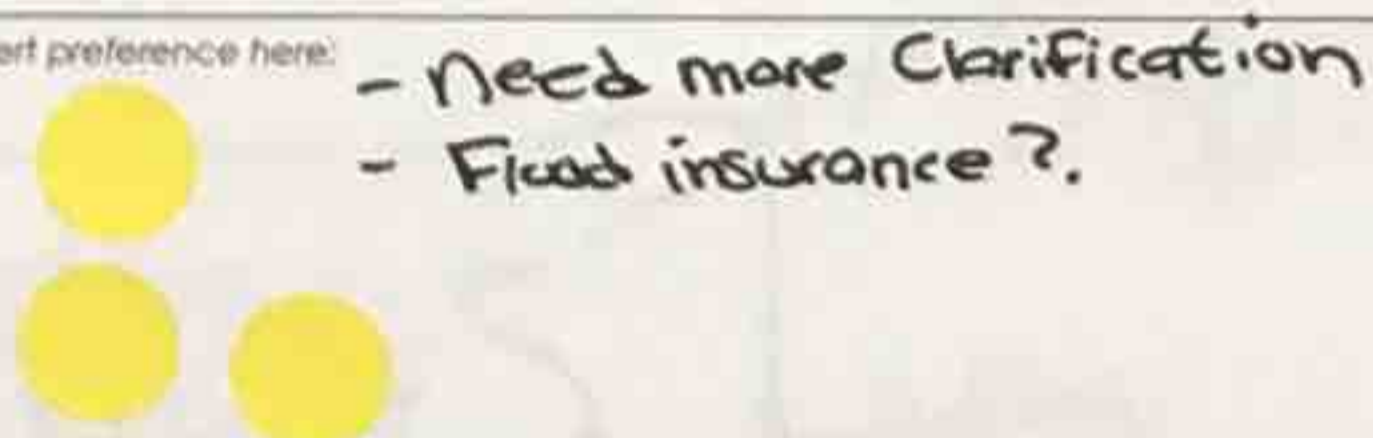 ert preference here:
- Need more Clarification
- Flood insurance?.